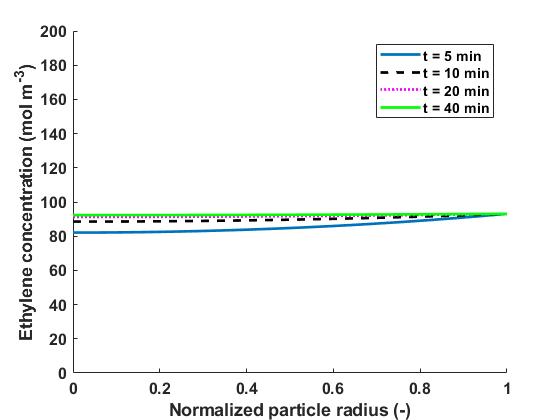 200
180
160
140
120
100
80
60
40
20
0
Ethylene concentration (mol m⁻³)
t = 5 min
t = 10 min
t = 20 min
t = 40 min
0 0.2 0.4 0.6 0.8 1
Normalized particle radius (-)